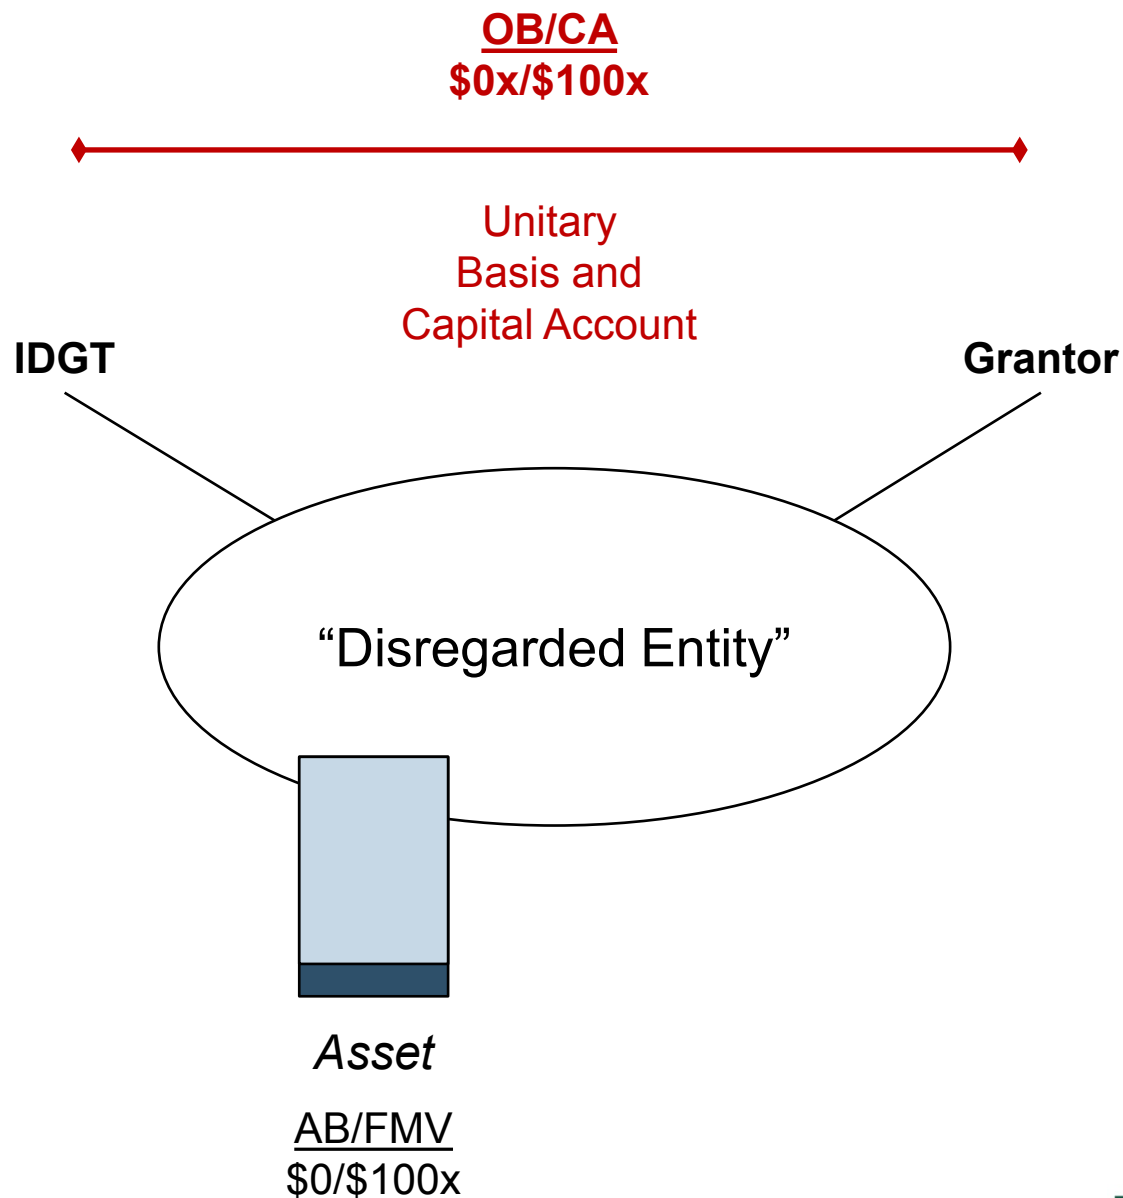 OB/CA
$0x/$100x
Unitary
Basis and
Capital Account
IDGT
Grantor
“Disregarded Entity”
Asset
AB/FMV
$0/$100x